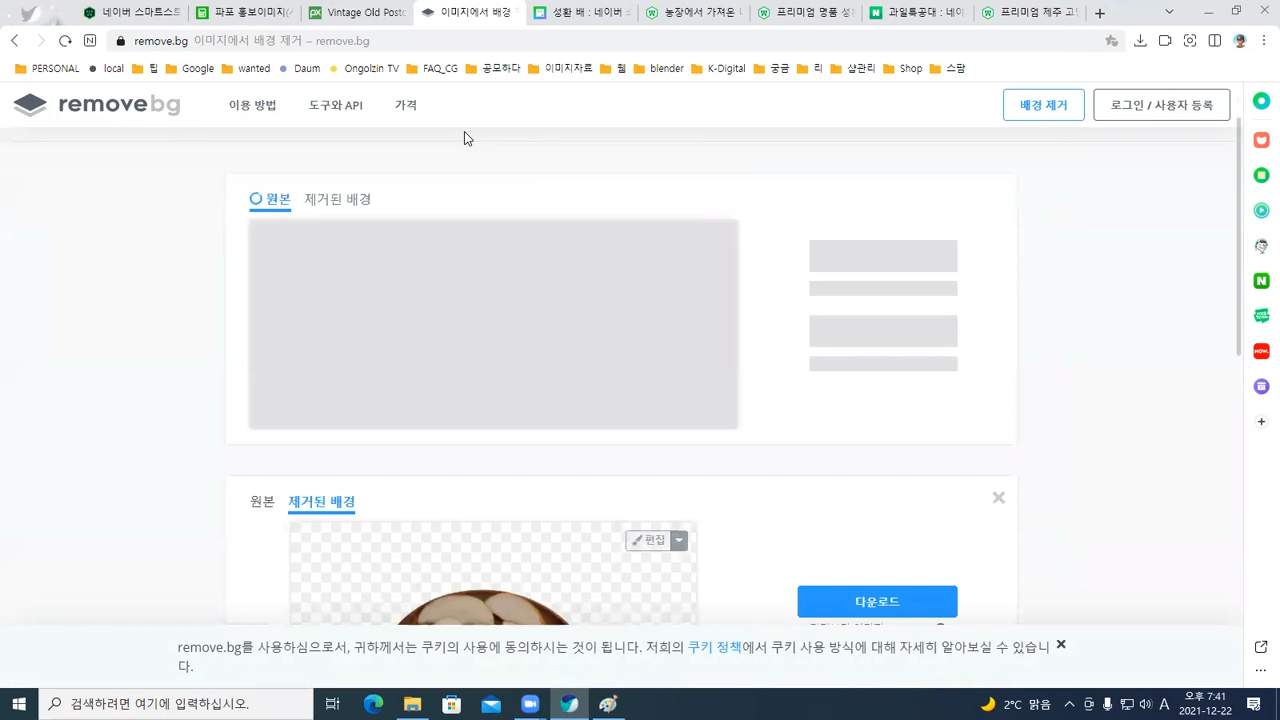 네이버 스마트스토
파포 홍보이미지(
Vintage Old Posto
이미지에서 배경
성환 배 : 네이버
농장에서 가져온
프리미엄 명품 성
과일특공대 : 네이
프리미엄 제주 고
remove.bg 이미지에서 배경 제거 – remove.bg
PERSONAL local 팁 Google wanted Daum Ongolzin TV FAQ_CG 공모하다 이미지자료 웹 blender K-Digital 궁금 리 샵관리 Shop 스팜
removebg 이용 방법 도구와 API 가격 배경 제거 로그인 / 사용자 등록
원본 제거된 배경
원본 제거된 배경
편집
다운로드
remove.bg를 사용하심으로서, 귀하께서는 쿠키의 사용에 동의하시는 것이 됩니다. 저희의 쿠키 정책에서 쿠키 사용 방식에 대해 자세히 알아보실 수 있습니
다.
검색하려면 여기에 입력하십시오.
2°C 맑음
A
오후 7:41
2021-12-22